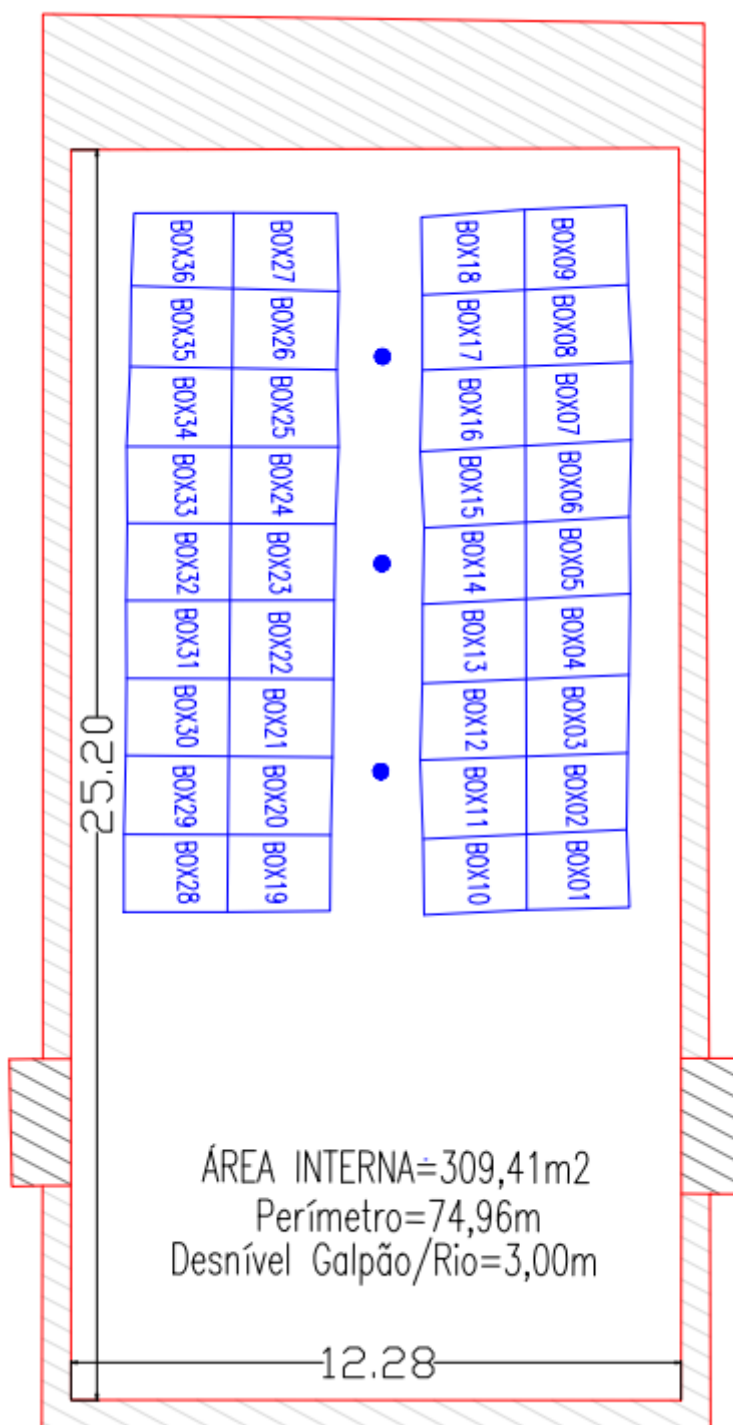 BOX36 BOX27 BOX18 BOX09
BOX35 BOX26 BOX17 BOX08
BOX34 BOX25 BOX16 BOX07
BOX33 BOX24 BOX15 BOX06
BOX32 BOX23 BOX14 BOX05
BOX31 BOX22 BOX13 BOX04
BOX30 BOX21 BOX12 BOX03
BOX29 BOX20 BOX11 BOX02
BOX28 BOX19 BOX10 BOX01
25.20
ÁREA INTERNA=309,41m2
Perímetro=74,96m
Desnível Galpão/Rio=3,00m
12.28